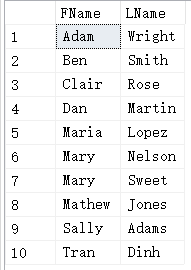 FName LName
1 Adam Wright
2 Ben Smith
3 Clair Rose
4 Dan Martin
5 Maria Lopez
6 Mary Nelson
7 Mary Sweet
8 Mathew Jones
9 Sally Adams
10 Tran Dinh